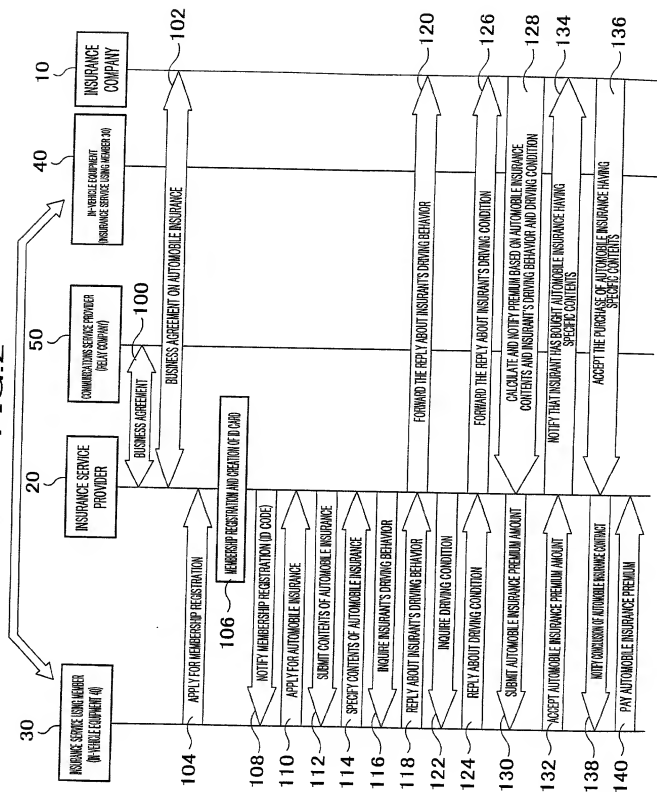 FIG.2
30
20
50
40
10
INSURANCE SERVICE USING MEMBER
(IN-VEHICLE EQUIPMENT 40)
INSURANCE SERVICE
PROVIDER
COMMUNICATIONS SERVICE PROVIDER
(RELAY COMPANY)
IN-VEHICLE EQUIPMENT
(INSURANCE SERVICE USING MEMBER 30)
INSURANCE
COMPANY
BUSINESS AGREEMENT
100
BUSINESS AGREEMENT ON AUTOMOBILE INSURANCE
102
104
APPLY FOR MEMBERSHIP REGISTRATION
106
MEMBERSHIP REGISTRATION AND CREATION OF ID CARD
108
NOTIFY MEMBERSHIP REGISTRATION (ID CODE)
110
APPLY FOR AUTOMOBILE INSURANCE
112
SUBMIT CONTENTS OF AUTOMOBILE INSURANCE
114
SPECIFY CONTENTS OF AUTOMOBILE INSURANCE
116
INQUIRE INSURANT'S DRIVING BEHAVIOR
118
REPLY ABOUT INSURANT'S DRIVING BEHAVIOR
FORWARD THE REPLY ABOUT INSURANT'S DRIVING BEHAVIOR
120
122
INQUIRE DRIVING CONDITION
124
REPLY ABOUT DRIVING CONDITION
FORWARD THE REPLY ABOUT INSURANT'S DRIVING CONDITION
126
CALCULATE AND NOTIFY PREMIUM BASED ON AUTOMOBILE INSURANCE
CONTENTS AND INSURANT'S DRIVING BEHAVIOR AND DRIVING CONDITION
128
130
SUBMIT AUTOMOBILE INSURANCE PREMIUM AMOUNT
132
ACCEPT AUTOMOBILE INSURANCE PREMIUM AMOUNT
NOTIFY THAT INSURANT HAS BOUGHT AUTOMOBILE INSURANCE HAVING
SPECIFIC CONTENTS
134
ACCEPT THE PURCHASE OF AUTOMOBILE INSURANCE HAVING
SPECIFIC CONTENTS
136
138
NOTIFY CONCLUSION OF AUTOMOBILE INSURANCE CONTRACT
140
PAY AUTOMOBILE INSURANCE PREMIUM